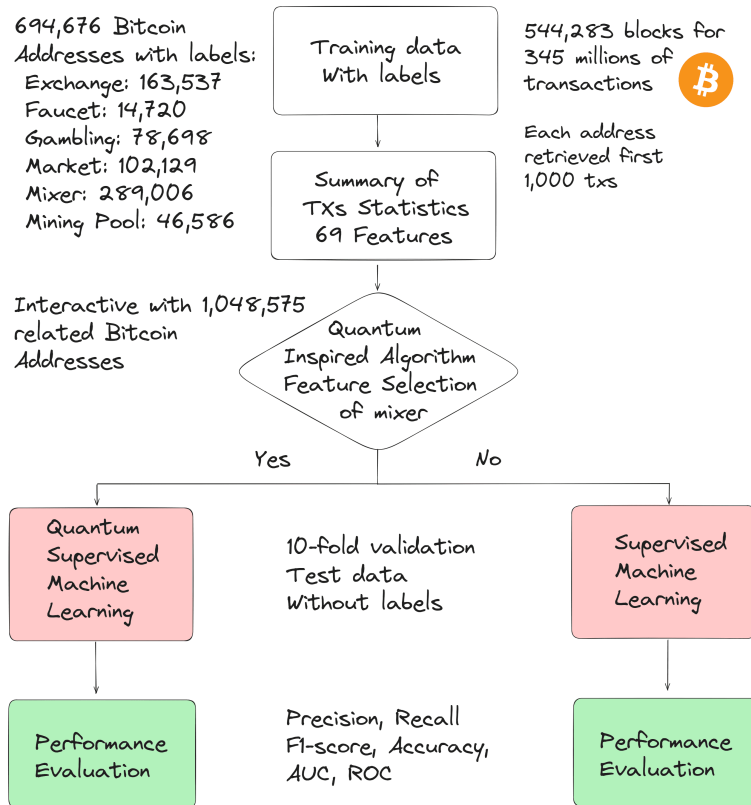 694,676 Bitcoin
Addresses with labels:
Exchange: 163,537
Faucet: 14,720
Gambling: 78,698
Market: 102,129
Mixer: 289,006
Mining Pool: 46,586
Training data
With labels
544,283 blocks for
345 millions of
transactions
Each address
retrieved first
1,000 txs
Summary of
TXs Statistics
69 Features
Interactive with 1,048,575
related Bitcoin
Addresses
Quantum
Inspired Algorithm
Feature Selection
of mixer
Yes
No
Quantum
Supervised
Machine
Learning
10-fold validation
Test data
Without labels
Supervised
Machine
Learning
Performance
Evaluation
Precision, Recall
F1-score, Accuracy,
AUC, ROC
Performance
Evaluation